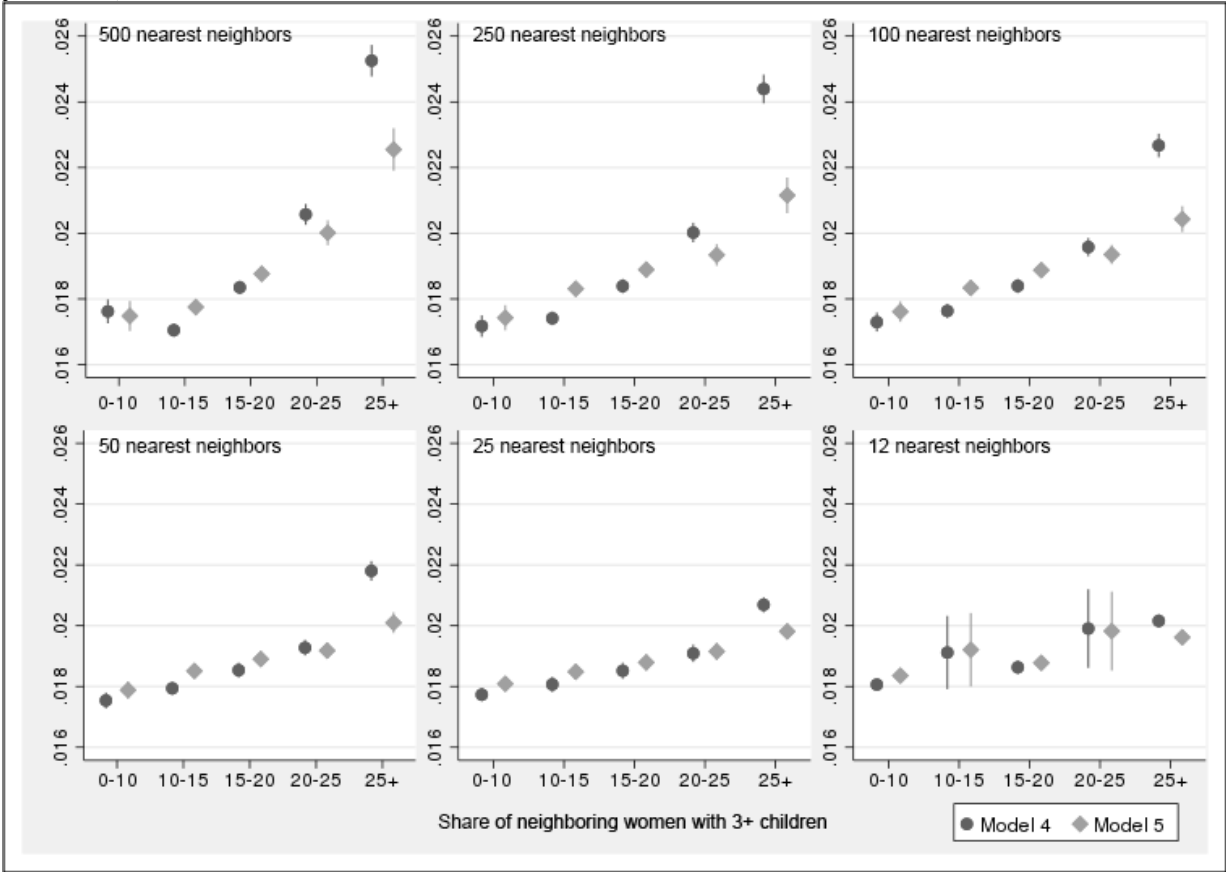 500 nearest neighbors
250 nearest neighbors
100 nearest neighbors
.026
.024
.022
.02
.018
.016
.026
.024
.022
.02
.018
.016
.026
.024
.022
.02
.018
.016
0-10 10-15 15-20 20-25 25+
0-10 10-15 15-20 20-25 25+
0-10 10-15 15-20 20-25 25+
50 nearest neighbors
25 nearest neighbors
12 nearest neighbors
.026
.024
.022
.02
.018
.016
.026
.024
.022
.02
.018
.016
.026
.024
.022
.02
.018
.016
0-10 10-15 15-20 20-25 25+
0-10 10-15 15-20 20-25 25+
0-10 10-15 15-20 20-25 25+
Share of neighboring women with 3+ children
Model 4 Model 5